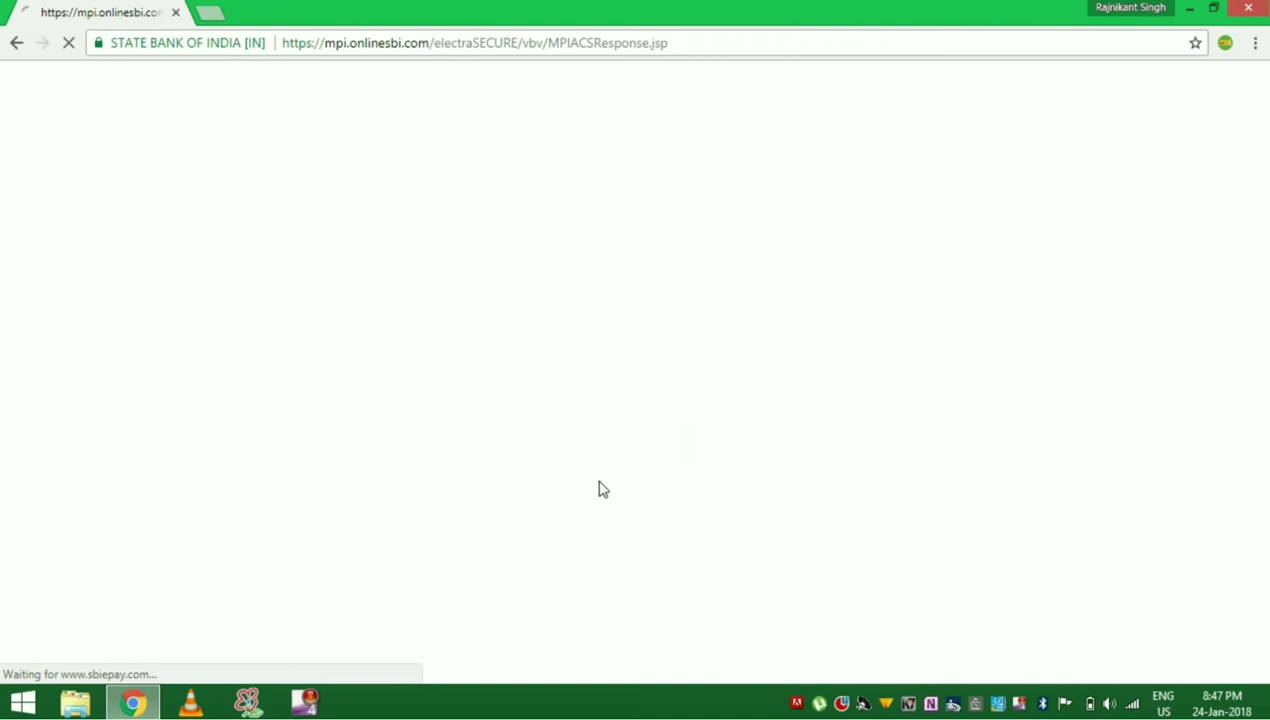 https://mpi.onlinesbi.con
Rajnikant Singh
STATE BANK OF INDIA [IN]
https://mpi.onlinesbi.com/electraSECURE/vbv/MPIACSResponse.jsp
Waiting for www.sbiepay.com...
ENG
US
8:47 PM
24-Jan-2018